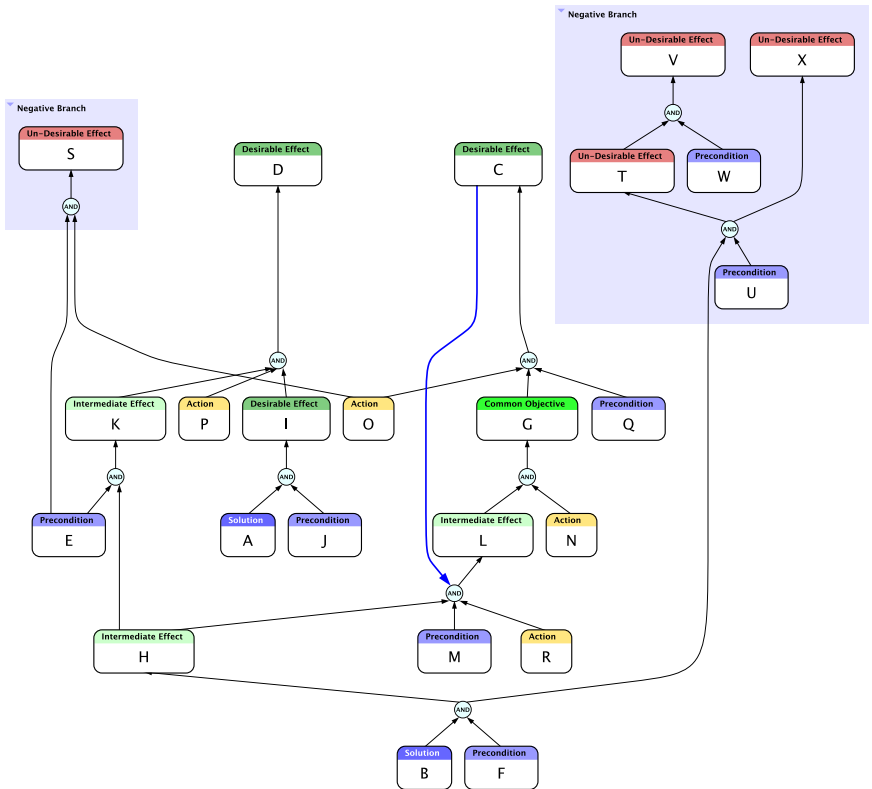 Negative Branch
Un-Desirable Effect
V
Un-Desirable Effect
X
AND
Un-Desirable Effect
T
Precondition
W
AND
Precondition
U
Negative Branch
Un-Desirable Effect
S
AND
Desirable Effect
D
Desirable Effect
C
AND
AND
Intermediate Effect
K
Action
P
Desirable Effect
I
Action
O
Common Objective
G
Precondition
Q
AND
AND
AND
Precondition
E
Solution
A
Precondition
J
Intermediate Effect
L
Action
N
AND
Intermediate Effect
H
Precondition
M
Action
R
AND
Solution
B
Precondition
F